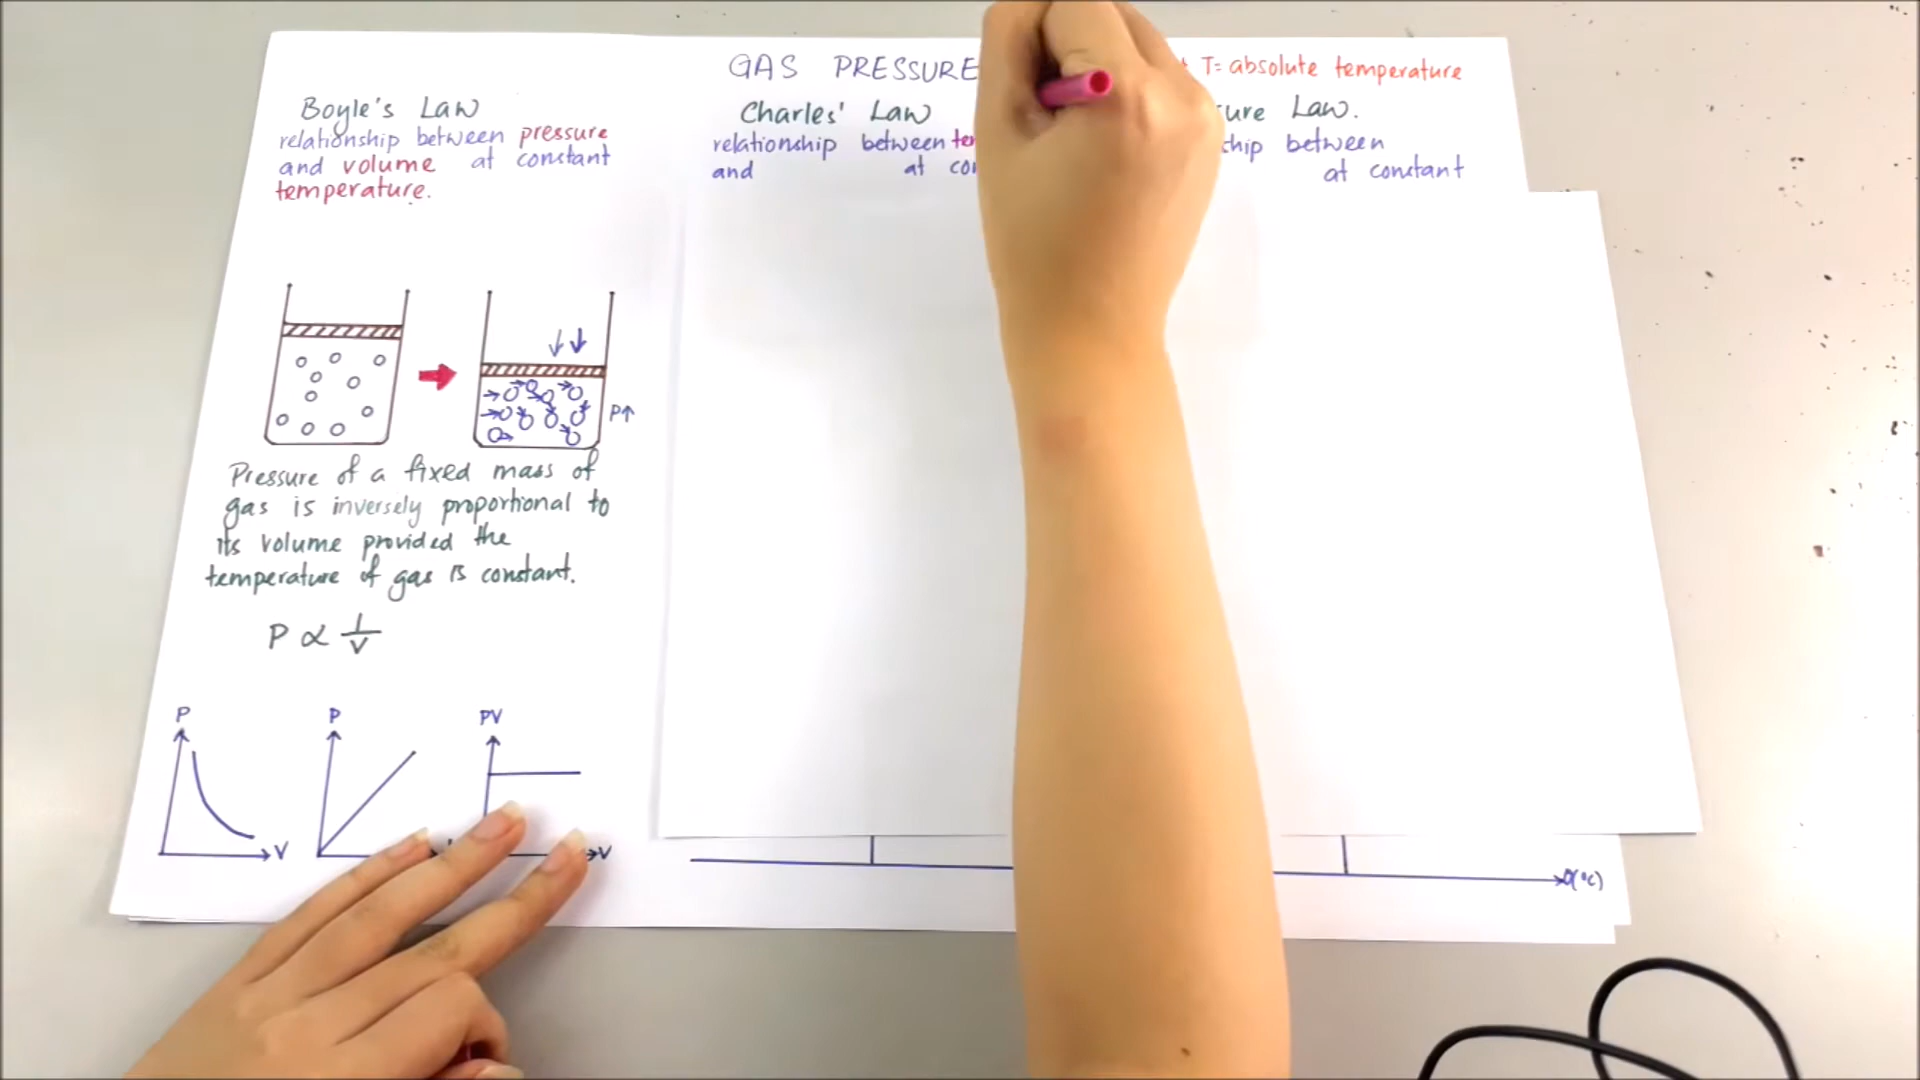 GAS PRESSURE
T= absolute temperature
Boyle's Law
relationship between pressure
and volume at constant
temperature.
P↑
Pressure of a fixed mass of
gas is inversely proportional to
its volume provided the
temperature of gas is constant.
P ∝ 1/V
P
V
P
PV
V
Charles' Law
relationship between
and at
Law.
between
at constant
θ(°C)